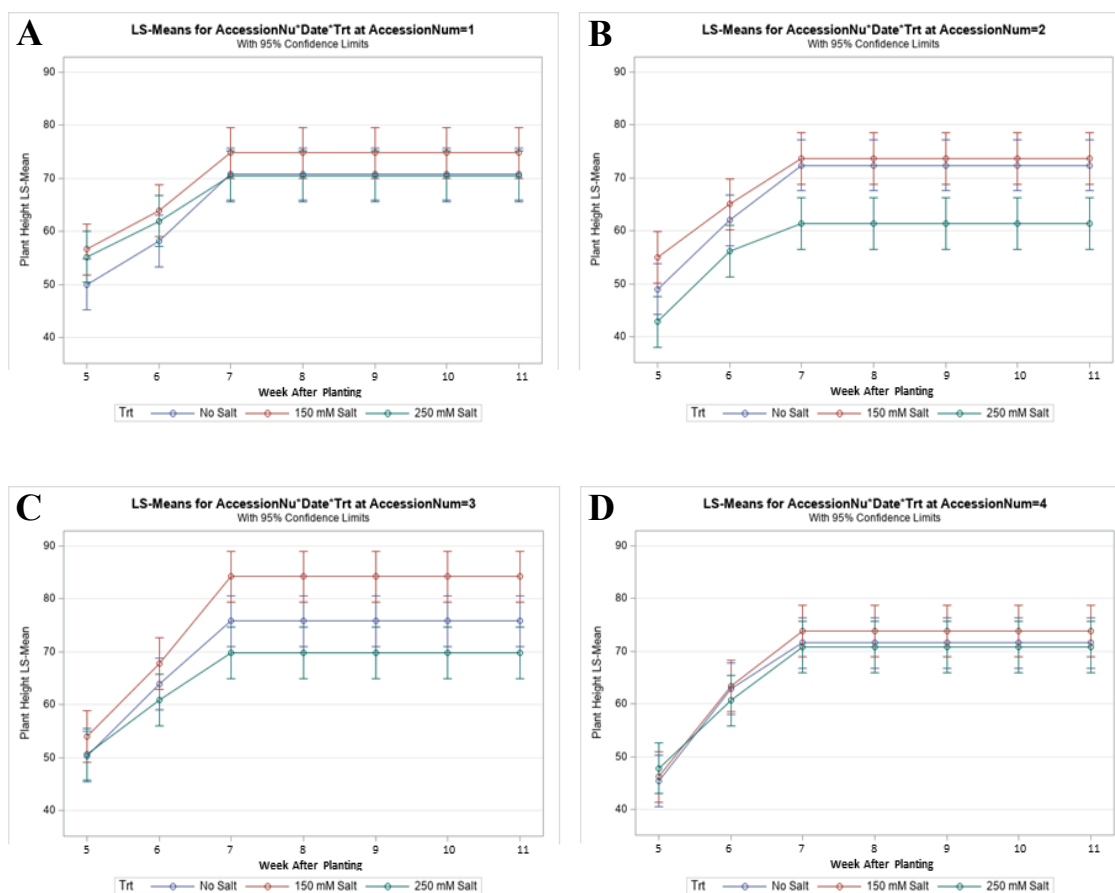 A
LS-Means for AccessionNu*Date*Trt at AccessionNum=1
With 95% Confidence Limits
Plant Height LS-Mean
90
80
70
60
50
40
5 6 7 8 9 10 11
Week After Planting
Trt No Salt 150 mM Salt 250 mM Salt
B
LS-Means for AccessionNu*Date*Trt at AccessionNum=2
With 95% Confidence Limits
Plant Height LS-Mean
90
80
70
60
50
40
5 6 7 8 9 10 11
Week After Planting
Trt No Salt 150 mM Salt 250 mM Salt
C
LS-Means for AccessionNu*Date*Trt at AccessionNum=3
With 95% Confidence Limits
Plant Height LS-Mean
90
80
70
60
50
40
5 6 7 8 9 10 11
Week After Planting
Trt No Salt 150 mM Salt 250 mM Salt
D
LS-Means for AccessionNu*Date*Trt at AccessionNum=4
With 95% Confidence Limits
Plant Height LS-Mean
90
80
70
60
50
40
5 6 7 8 9 10 11
Week After Planting
Trt No Salt 150 mM Salt 250 mM Salt